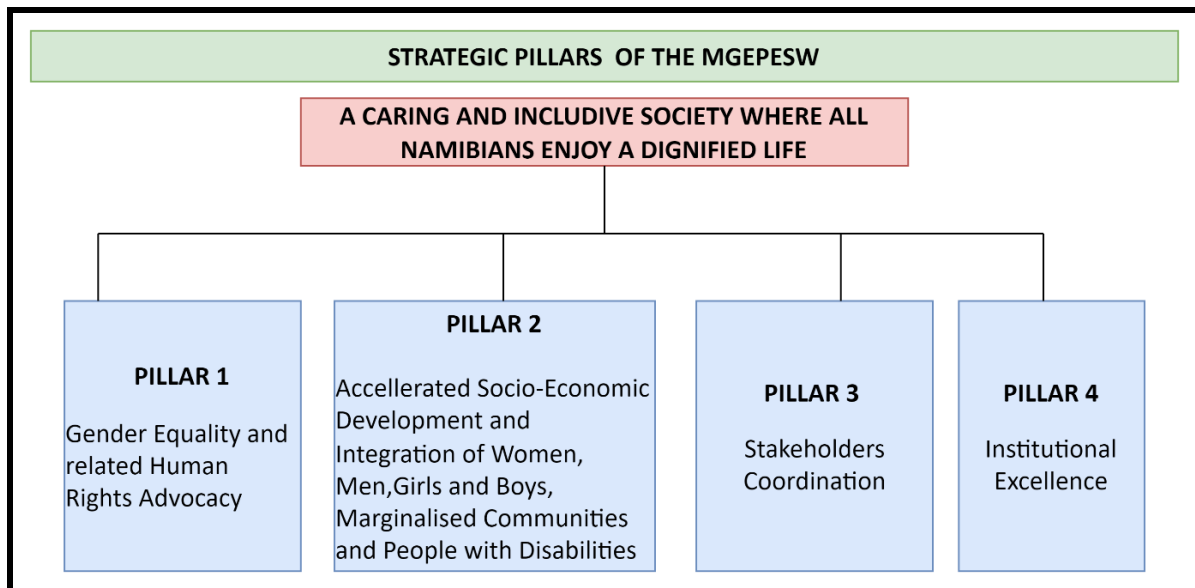 STRATEGIC PILLARS OF THE MGEPESW
A CARING AND INCLUDIVE SOCIETY WHERE ALL
NAMIBIANS ENJOY A DIGNIFIED LIFE
PILLAR 1
Gender Equality and
related Human
Rights Advocacy
PILLAR 2
Accellerated Socio-Economic
Development and
Integration of Women,
Men,Girls and Boys,
Marginalised Communities
and People with Disabilities
PILLAR 3
Stakeholders
Coordination
PILLAR 4
Institutional
Excellence